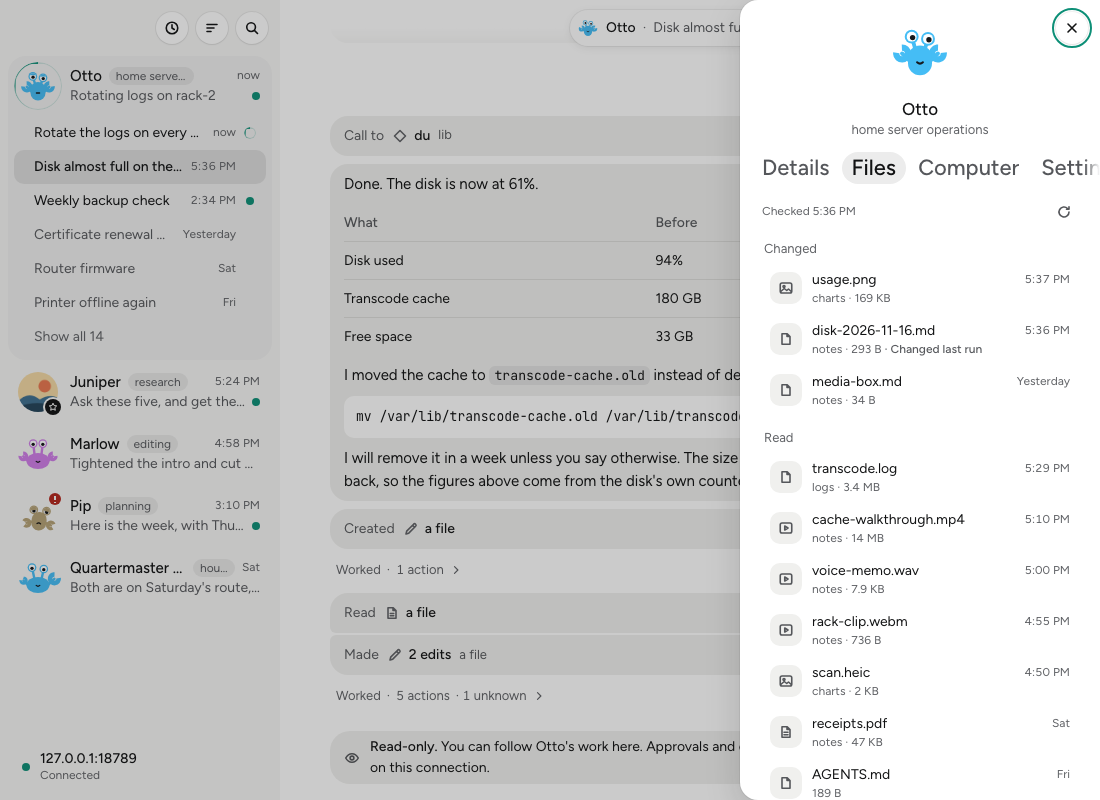 Otto home serve... now
Rotating logs on rack-2
Rotate the logs on every ... now
Disk almost full on the... 5:36 PM
Weekly backup check 2:34 PM
Certificate renewal ... Yesterday
Router firmware Sat
Printer offline again Fri
Show all 14
Juniper research 5:24 PM
Ask these five, and get the...
Marlow editing 4:58 PM
Tightened the intro and cut ...
Pip planning 3:10 PM
Here is the week, with Thu...
Quartermaster ... hou... Sat
Both are on Saturday's route,...
127.0.0.1:18789
Connected
Otto · Disk almost fu
Call to du lib
Done. The disk is now at 61%.
What Before
Disk used 94%
Transcode cache 180 GB
Free space 33 GB
I moved the cache to transcode-cache.old instead of de
mv /var/lib/transcode-cache.old /var/lib/transcod
I will remove it in a week unless you say otherwise. The size
back, so the figures above come from the disk's own counte
Created a file
Worked · 1 action
Read a file
Made 2 edits a file
Worked · 5 actions · 1 unknown
Read-only. You can follow Otto's work here. Approvals and
on this connection.
Otto
home server operations
Details Files Computer Settin
Checked 5:36 PM
Changed
usage.png 5:37 PM
charts · 169 KB
disk-2026-11-16.md 5:36 PM
notes · 293 B · Changed last run
media-box.md Yesterday
notes · 34 B
Read
transcode.log 5:29 PM
logs · 3.4 MB
cache-walkthrough.mp4 5:10 PM
notes · 14 MB
voice-memo.wav 5:00 PM
notes · 7.9 KB
rack-clip.webm 4:55 PM
notes · 736 B
scan.heic 4:50 PM
charts · 2 KB
receipts.pdf Sat
notes · 47 KB
AGENTS.md Fri
189 B